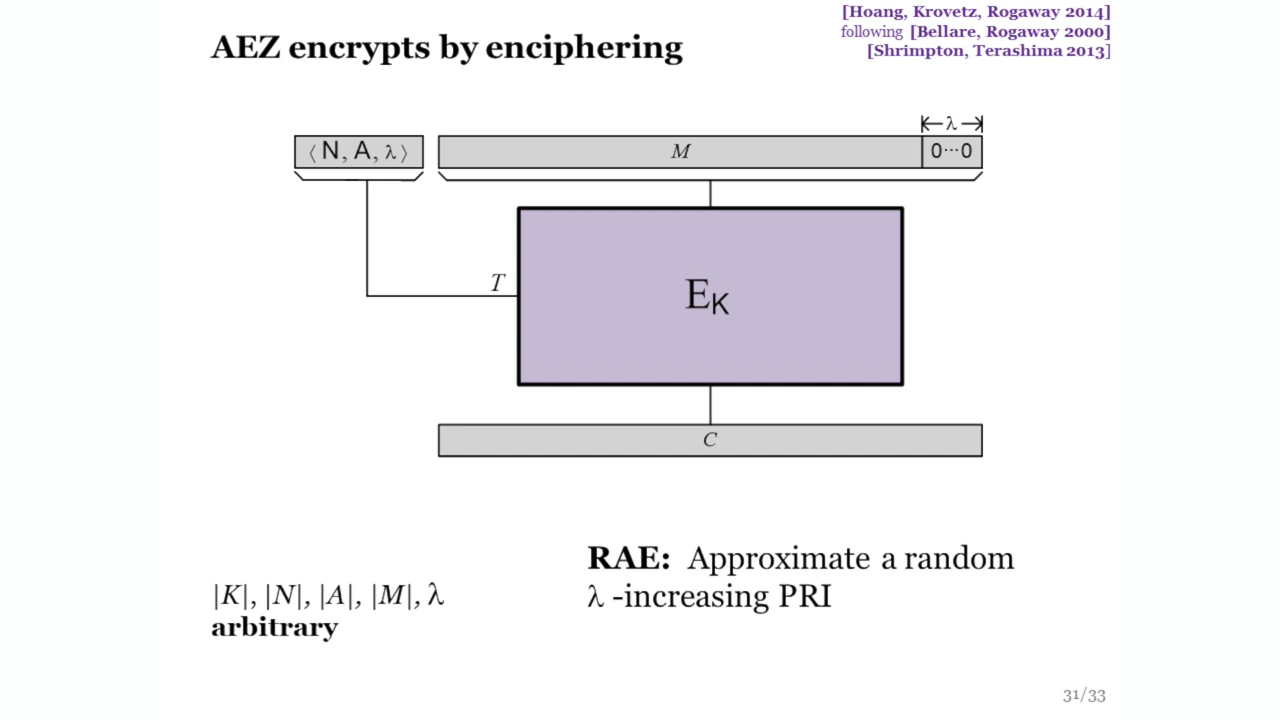 AEZ encrypts by enciphering
[Hoang, Krovetz, Rogaway 2014]
following [Bellare, Rogaway 2000]
[Shrimpton, Terashima 2013]
λ
⟨ N, A, λ ⟩
M
0···0
T
E_K
C
RAE: Approximate a random
λ -increasing PRI
|K|, |N|, |A|, |M|, λ
arbitrary
31/33